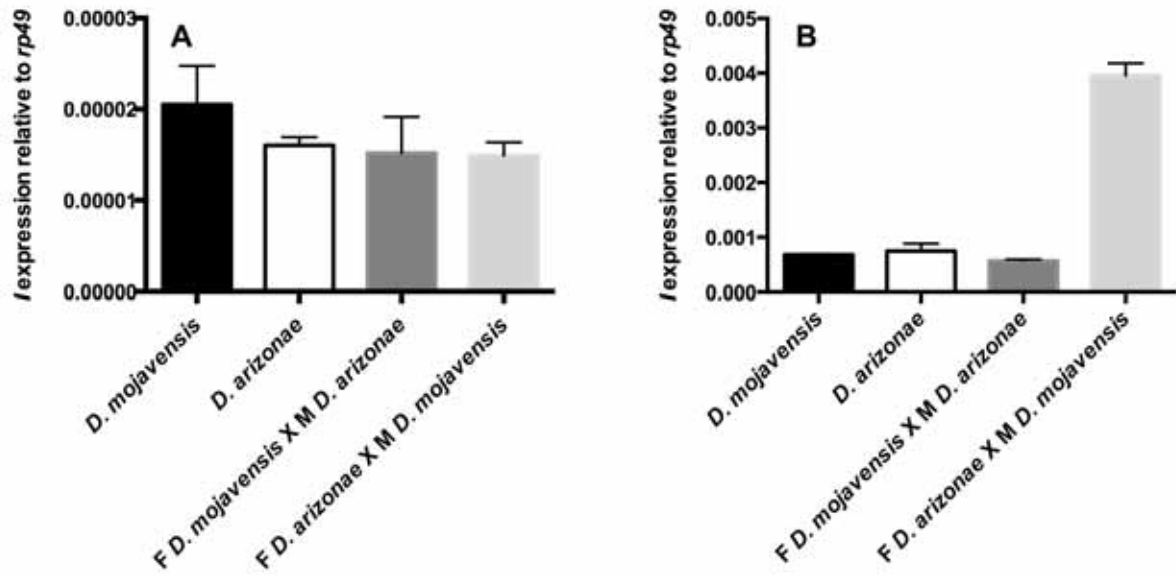 A
I expression relative to rp49
0.00003
0.00002
0.00001
0.00000
D. mojavensis
D. arizonae
F D. mojavensis X M D. arizonae
F D. arizonae X M D. mojavensis
B
I expression relative to rp49
0.005
0.004
0.003
0.002
0.001
0.000
D. mojavensis
D. arizonae
F D. mojavensis X M D. arizonae
F D. arizonae X M D. mojavensis